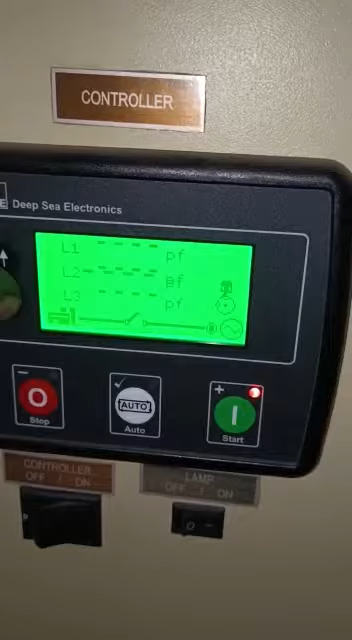 CONTROLLER
Deep Sea Electronics
L1 ---- pf
L2 ---- pf
L3 ---- pf
O
Stop
AUTO
Auto
I
Start
CONTROLLER
OFF / ON
LAMP
OFF / ON
O –